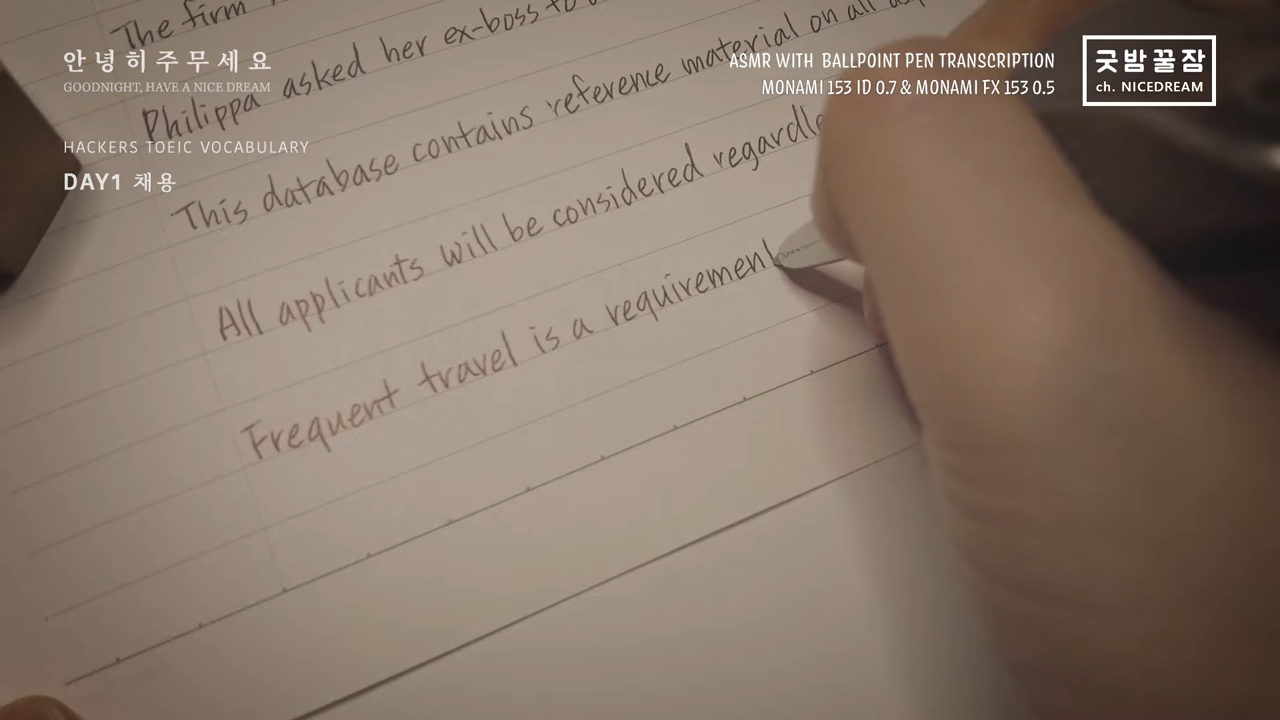 안녕히주무세요
GOODNIGHT, HAVE A NICE DREAM
HACKERS TOEIC VOCABULARY
DAY1 채용
ASMR WITH BALLPOINT PEN TRANSCRIPTION
MONAMI 153 ID 0.7 & MONAMI FX 153 0.5
굿밤꿀잠
ch. NICEDREAM
The firm
Philippa asked her ex-boss to
This database contains reference material on all
All applicants will be considered
Frequent travel is a